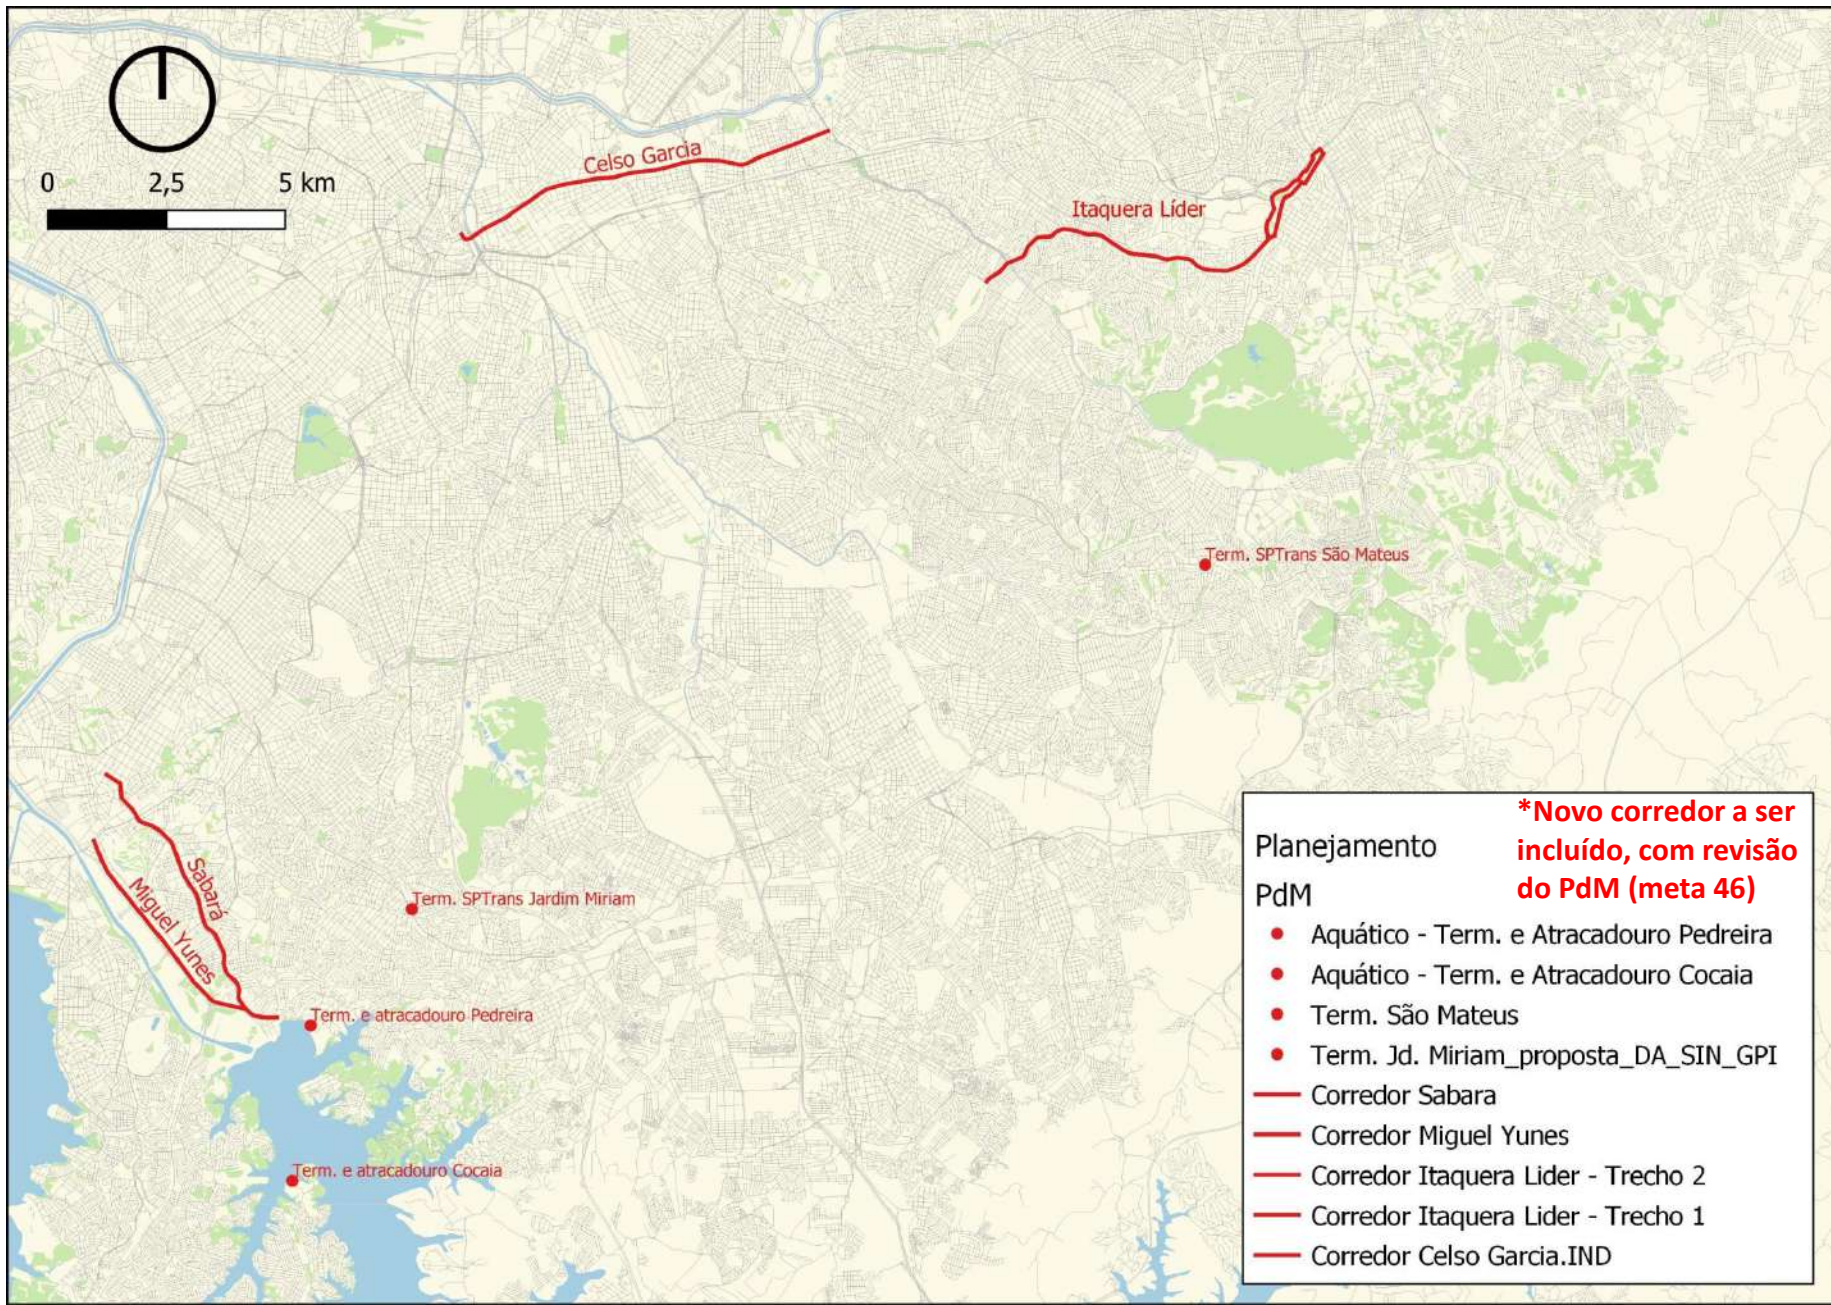 0 2,5 5 km
Celso Garcia
Itaquera Líder
Term. SPTrans São Mateus
Sabará
Miguel Yunes
Term. SPTrans Jardim Miriam
Term. e atracadouro Pedreira
Term. e atracadouro Cocaia
*Novo corredor a ser
incluído, com revisão
do PdM (meta 46)
Planejamento
PdM
Aquático - Term. e Atracadouro Pedreira
Aquático - Term. e Atracadouro Cocaia
Term. São Mateus
Term. Jd. Miriam_proposta_DA_SIN_GPI
Corredor Sabara
Corredor Miguel Yunes
Corredor Itaquera Lider - Trecho 2
Corredor Itaquera Lider - Trecho 1
Corredor Celso Garcia.IND